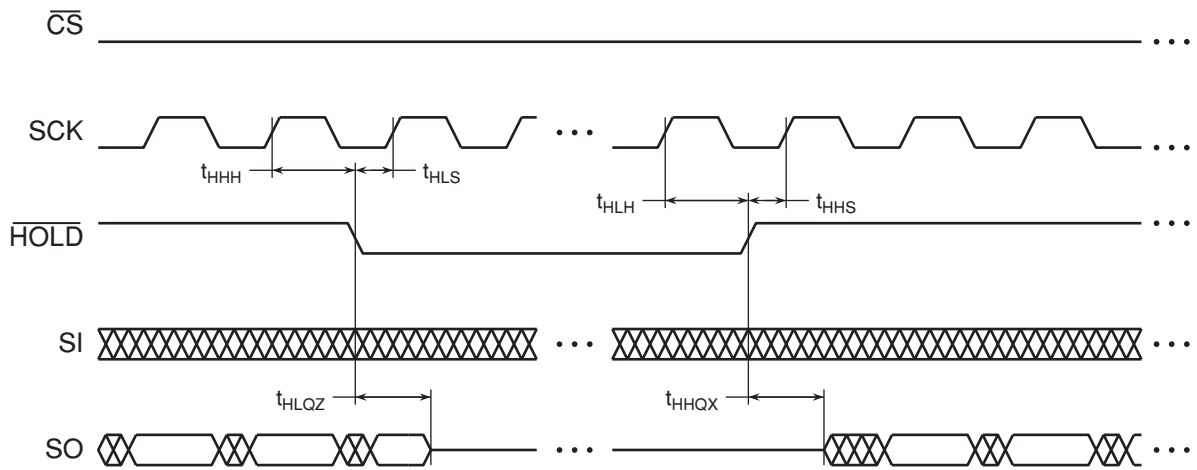 CS
SCK
tHHH
tHLS
tHLH
tHHS
HOLD
SI
tHLQZ
tHHQX
SO